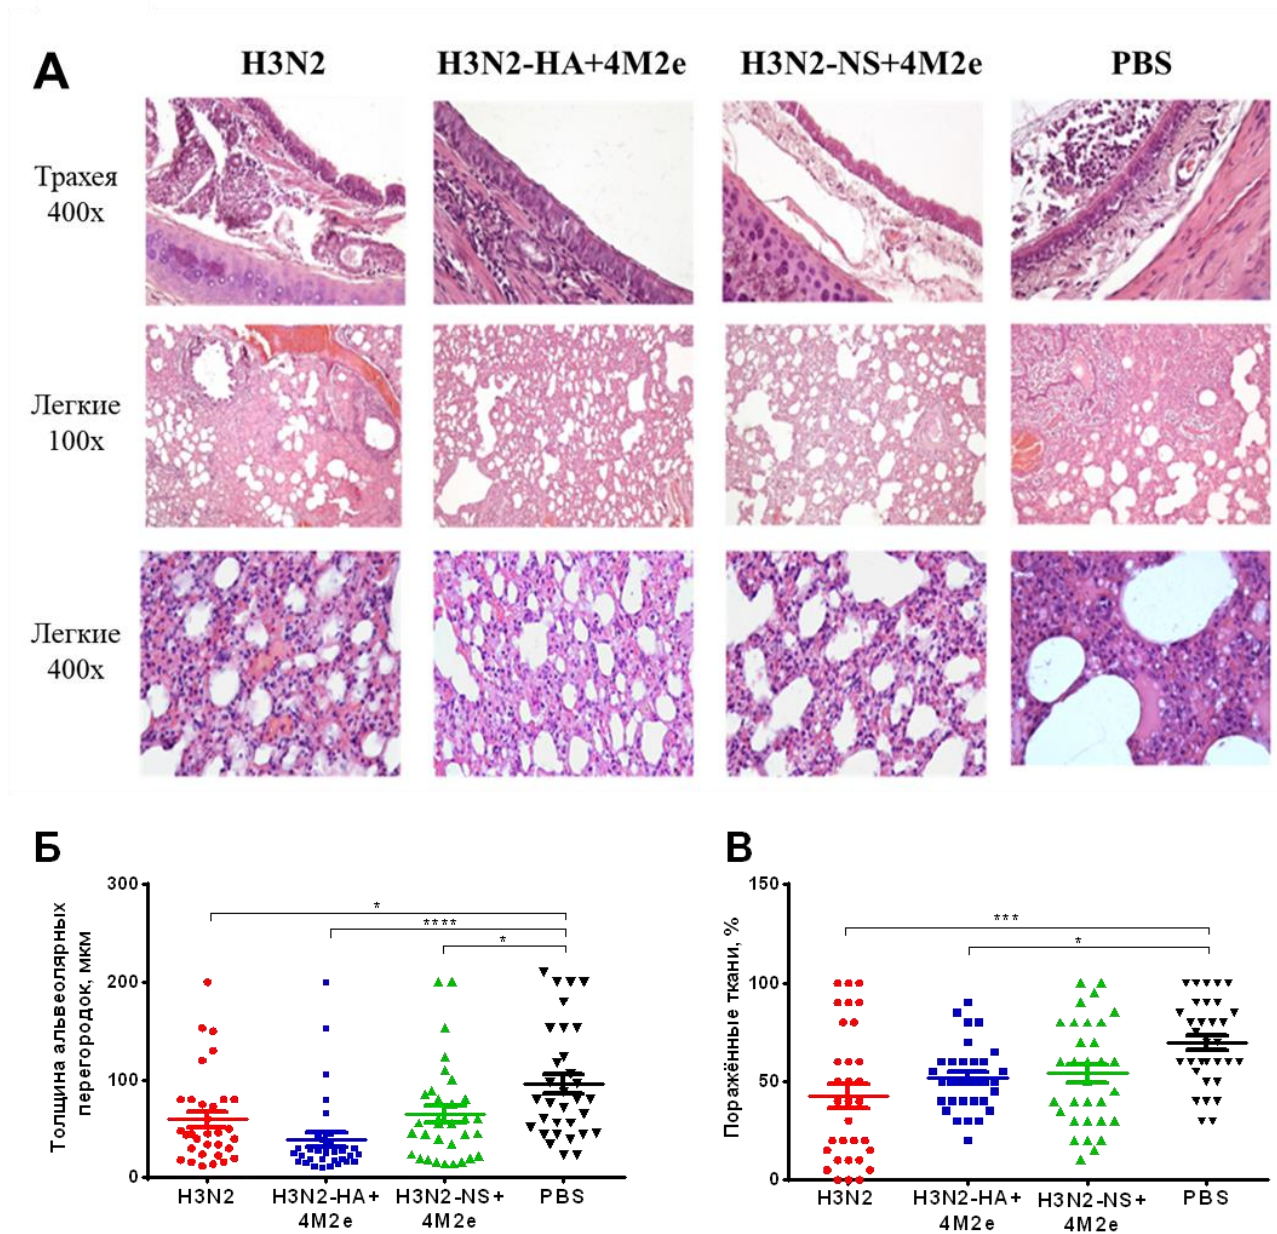 А
H3N2
H3N2-HA+4M2e
H3N2-NS+4M2e
PBS
Трахея
400x
Легкие
100x
Легкие
400x
Б
Толщина альвеолярных
перегородок, мкм
300
200
100
0
*
****
*
H3N2
H3N2-HA+
4M2e
H3N2-NS+
4M2e
PBS
В
Поражённые ткани, %
150
100
50
0
***
*
H3N2
H3N2-HA+
4M2e
H3N2-NS+
4M2e
PBS